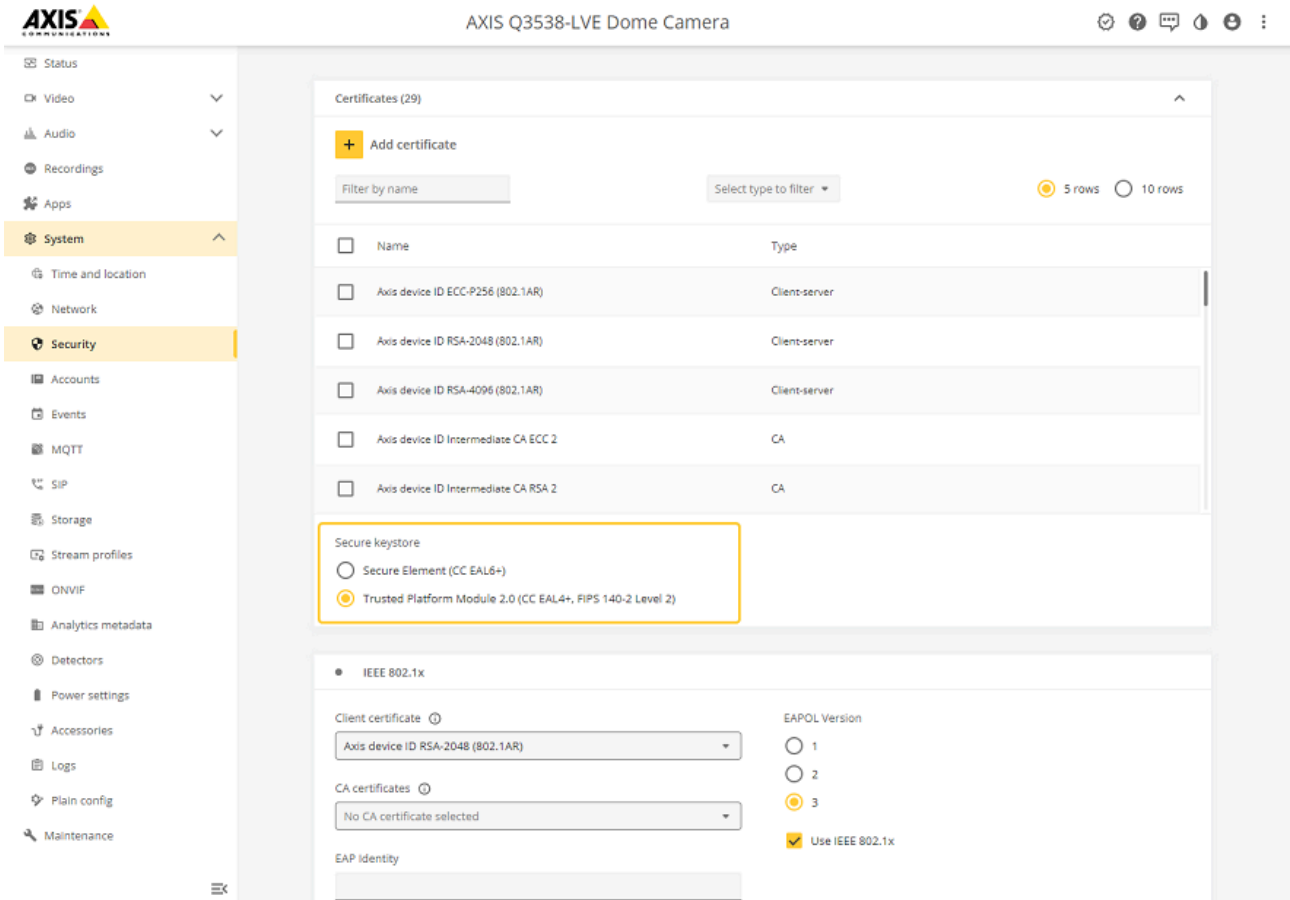 AXIS
COMMUNICATIONS
AXIS Q3538-LVE Dome Camera
Status
Video
Audio
Recordings
Apps
System
Time and location
Network
Security
Accounts
Events
MQTT
SIP
Storage
Stream profiles
ONVIF
Analytics metadata
Detectors
Power settings
Accessories
Logs
Plain config
Maintenance
Certificates (29)
+ Add certificate
Filter by name
Select type to filter
5 rows
10 rows
Name Type
Axis device ID ECC-P256 (802.1AR) Client-server
Axis device ID RSA-2048 (802.1AR) Client-server
Axis device ID RSA-4096 (802.1AR) Client-server
Axis device ID Intermediate CA ECC 2 CA
Axis device ID Intermediate CA RSA 2 CA
Secure keystore
Secure Element (CC EAL6+)
Trusted Platform Module 2.0 (CC EAL4+, FIPS 140-2 Level 2)
IEEE 802.1x
Client certificate
Axis device ID RSA-2048 (802.1AR)
CA certificates
No CA certificate selected
EAP Identity
EAPOL Version
1
2
3
Use IEEE 802.1x